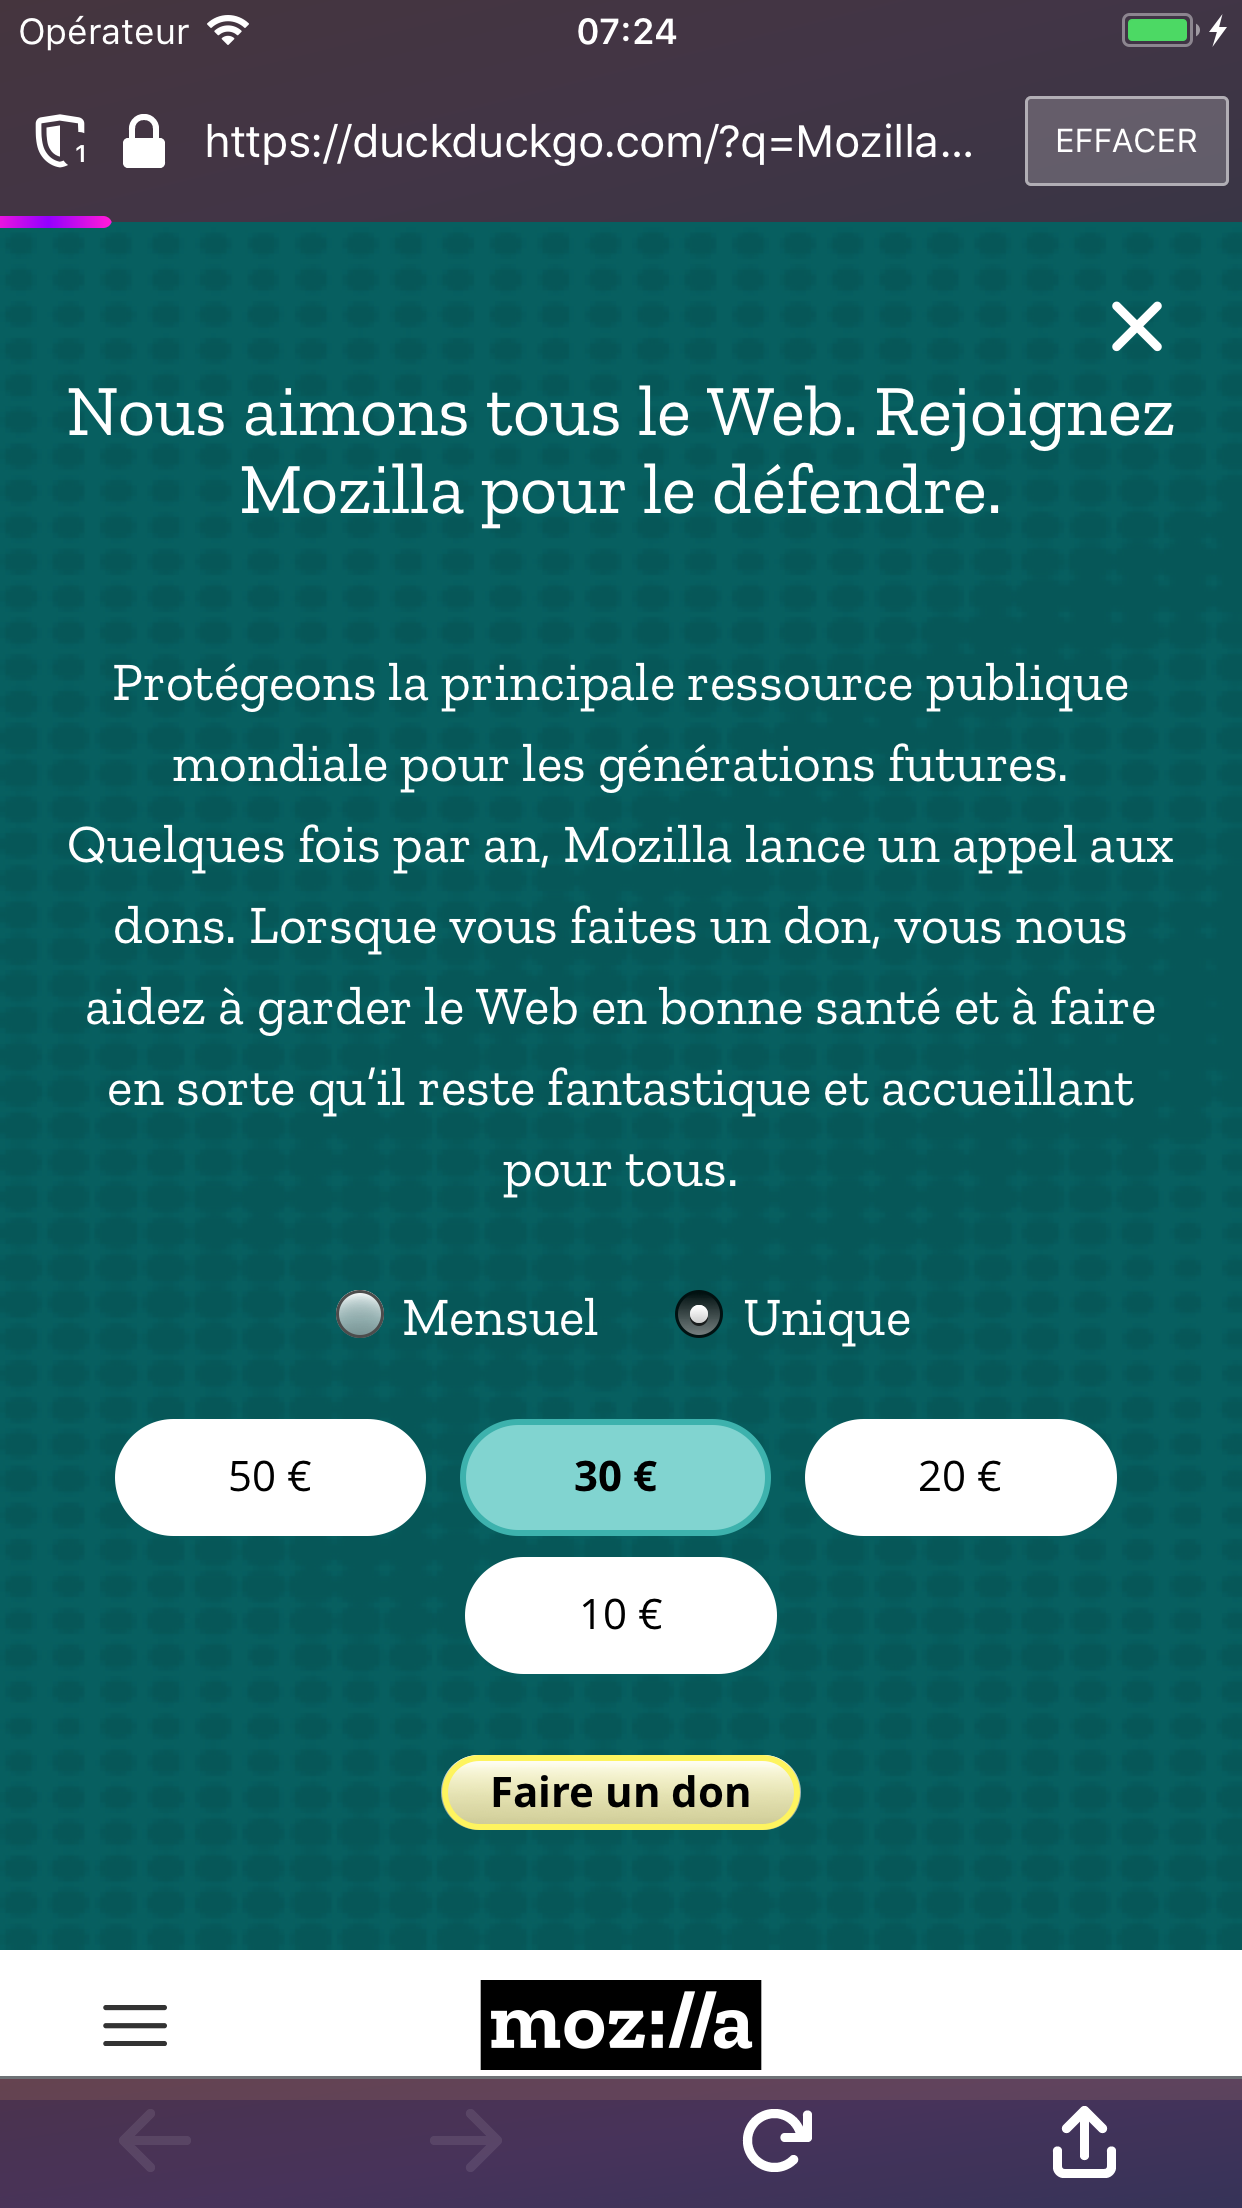 Opérateur 07:24
1 https://duckduckgo.com/?q=Mozilla... EFFACER
Nous aimons tous le Web. Rejoignez
Mozilla pour le défendre.
Protégeons la principale ressource publique
mondiale pour les générations futures.
Quelques fois par an, Mozilla lance un appel aux
dons. Lorsque vous faites un don, vous nous
aidez à garder le Web en bonne santé et à faire
en sorte qu’il reste fantastique et accueillant
pour tous.
Mensuel Unique
50 € 30 € 20 €
10 €
Faire un don
moz://a